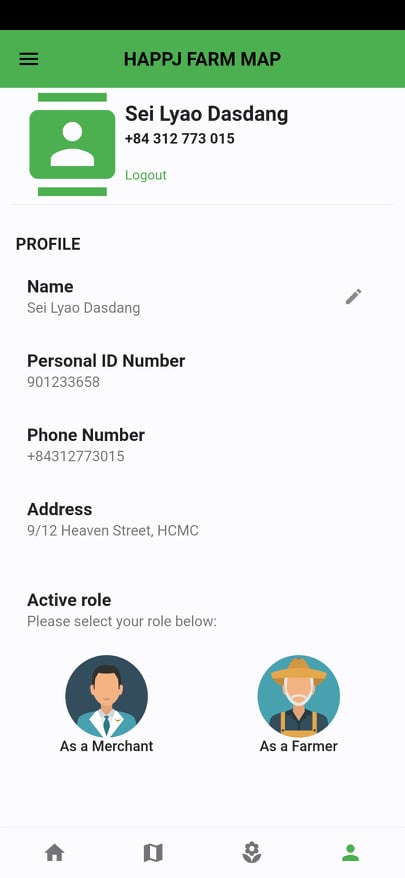 HAPPJ FARM MAP
Sei Lyao Dasdang
+84 312 773 015
Logout
PROFILE
Name
Sei Lyao Dasdang
Personal ID Number
901233658
Phone Number
+84312773015
Address
9/12 Heaven Street, HCMC
Active role
Please select your role below:
As a Merchant
As a Farmer